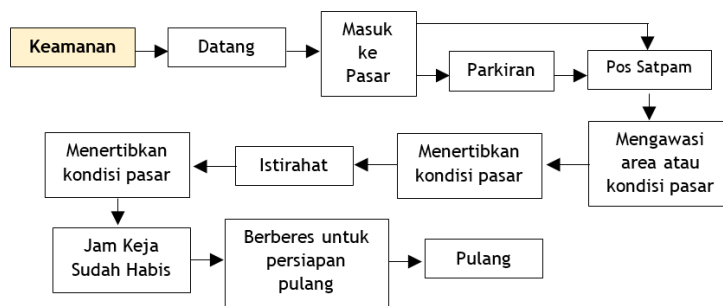 Keamanan
Datang
Masuk
ke
Pasar
Parkiran
Pos Satpam
Mengawasi
area atau
kondisi pasar
Menertibkan
kondisi pasar
Istirahat
Menertibkan
kondisi pasar
Jam Keja
Sudah Habis
Berberes untuk
persiapan
pulang
Pulang